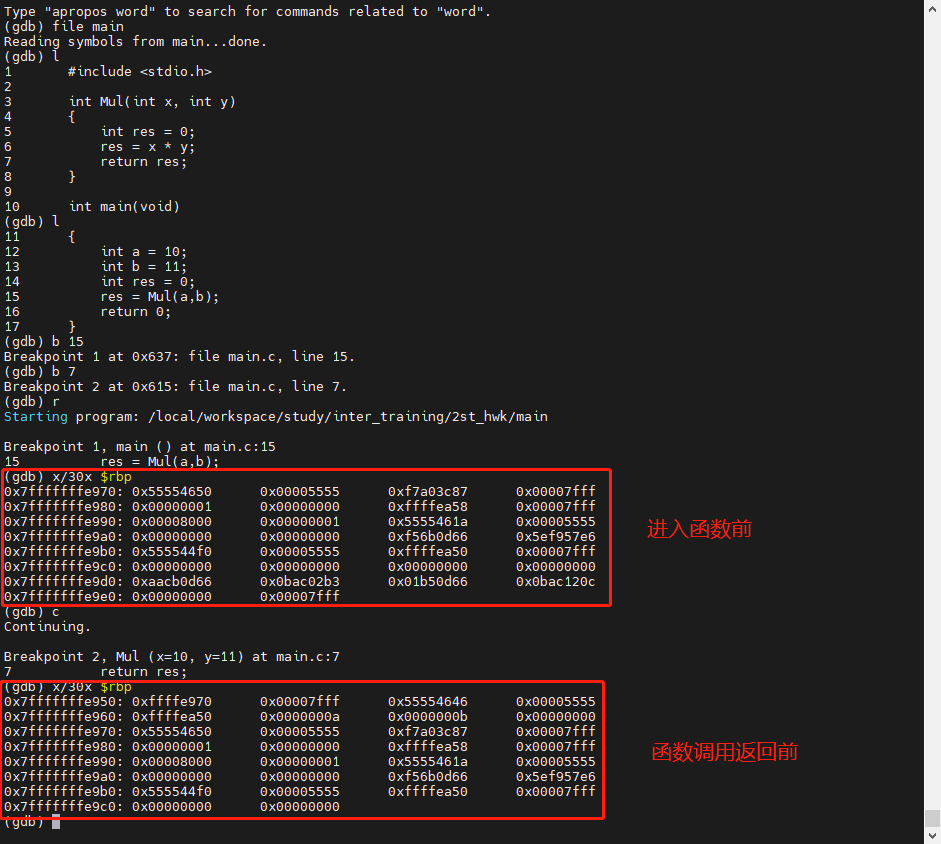 Type "apropos word" to search for commands related to "word".
(gdb) file main
Reading symbols from main...done.
(gdb) l
1       #include <stdio.h>
2
3       int Mul(int x, int y)
4       {
5           int res = 0;
6           res = x * y;
7           return res;
8       }
9
10      int main(void)
(gdb) l
11      {
12          int a = 10;
13          int b = 11;
14          int res = 0;
15          res = Mul(a,b);
16          return 0;
17      }
(gdb) b 15
Breakpoint 1 at 0x637: file main.c, line 15.
(gdb) b 7
Breakpoint 2 at 0x615: file main.c, line 7.
(gdb) r
Starting program: /local/workspace/study/inter_training/2st_hwk/main
Breakpoint 1, main () at main.c:15
15          res = Mul(a,b);
(gdb) x/30x $rbp
0x7fffffffe970: 0x55554650      0x00005555      0xf7a03c87      0x00007fff
0x7fffffffe980: 0x00000001      0x00000000      0xffffea58      0x00007fff
进入函数前
0x7fffffffe990: 0x00008000      0x00000001      0x5555461a      0x00005555
0x7fffffffe9a0: 0x00000000      0x00000000      0xf56b0d66      0x5ef957e6
0x7fffffffe9b0: 0x555544f0      0x00005555      0xffffea50      0x00007fff
0x7fffffffe9c0: 0x00000000      0x00000000      0x00000000      0x00000000
0x7fffffffe9d0: 0xaacb0d66      0x0bac02b3      0x01b50d66      0x0bac120c
0x7fffffffe9e0: 0x00000000      0x00007fff
(gdb) c
Continuing.
Breakpoint 2, Mul (x=10, y=11) at main.c:7
7           return res;
(gdb) x/30x $rbp
0x7fffffffe950: 0xffffe970      0x00007fff      0x55554646      0x00005555
0x7fffffffe960: 0xffffea50      0x0000000a      0x0000000b      0x00000000
0x7fffffffe970: 0x55554650      0x00005555      0xf7a03c87      0x00007fff
0x7fffffffe980: 0x00000001      0x00000000      0xffffea58      0x00007fff
函数调用返回前
0x7fffffffe990: 0x00008000      0x00000001      0x5555461a      0x00005555
0x7fffffffe9a0: 0x00000000      0x00000000      0xf56b0d66      0x5ef957e6
0x7fffffffe9b0: 0x555544f0      0x00005555      0xffffea50      0x00007fff
0x7fffffffe9c0: 0x00000000      0x00000000
(gdb)